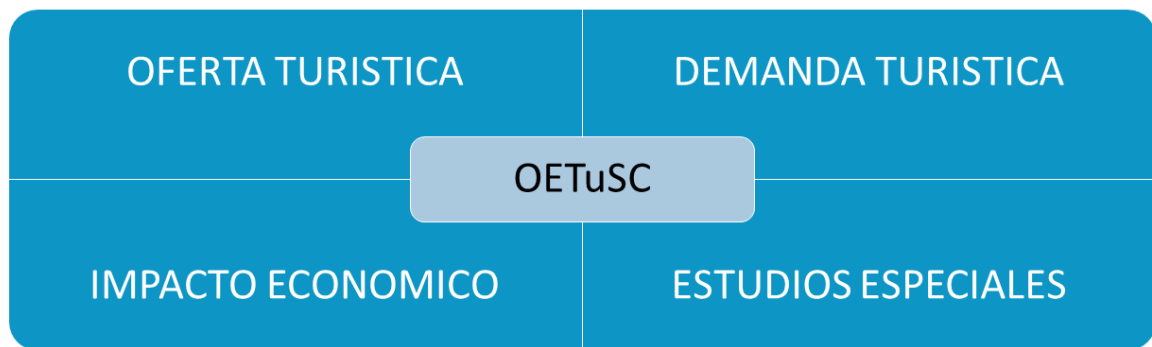 OFERTA TURISTICA
DEMANDA TURISTICA
OETuSC
IMPACTO ECONOMICO
ESTUDIOS ESPECIALES